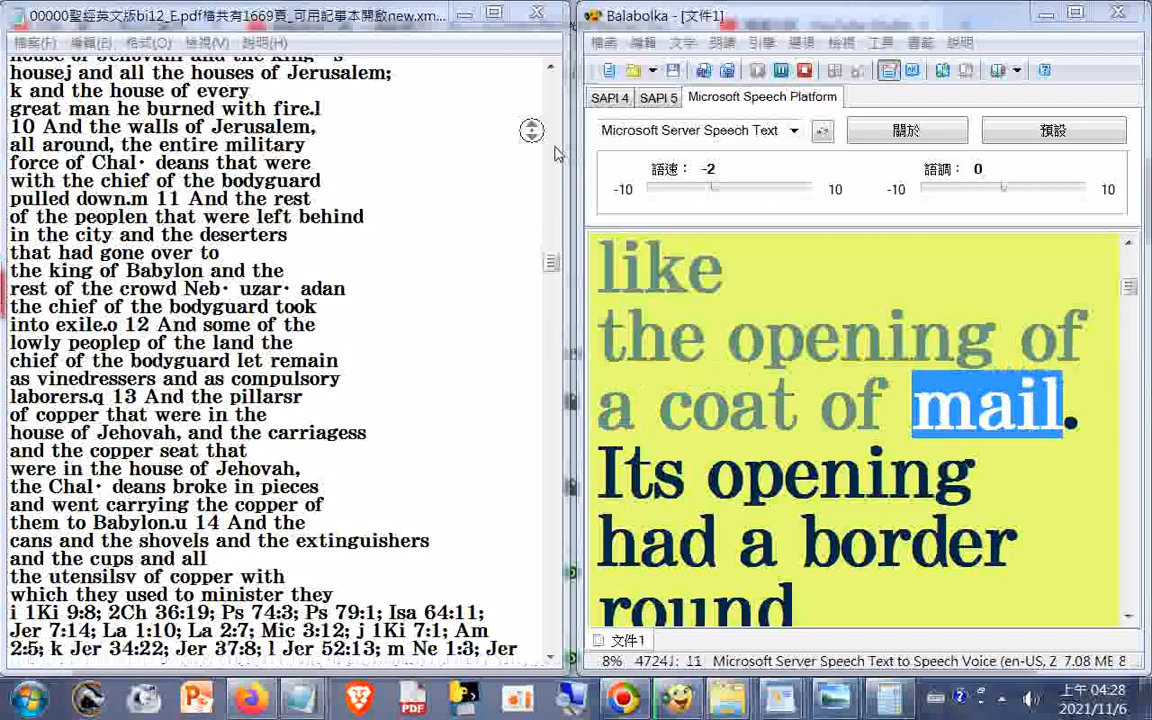 00000聖經英文版bi12_E.pdf檔共有1669頁_可用記事本開啟new.xm...
檔案(F) 編輯(E) 格式(O) 檢視(V) 說明(H)
house of Jehovah and the king's
housej and all the houses of Jerusalem;
k and the house of every
great man he burned with fire.l
10 And the walls of Jerusalem,
all around, the entire military
force of Chal· deans that were
with the chief of the bodyguard
pulled down.m 11 And the rest
of the peoplen that were left behind
in the city and the deserters
that had gone over to
the king of Babylon and the
rest of the crowd Neb· uzar· adan
the chief of the bodyguard took
into exile.o 12 And some of the
lowly peoplep of the land the
chief of the bodyguard let remain
as vinedressers and as compulsory
laborers.q 13 And the pillarsr
of copper that were in the
house of Jehovah, and the carriagess
and the copper seat that
were in the house of Jehovah,
the Chal· deans broke in pieces
and went carrying the copper of
them to Babylon.u 14 And the
cans and the shovels and the extinguishers
and the cups and all
the utensilsv of copper with
which they used to minister they
i 1Ki 9:8; 2Ch 36:19; Ps 74:3; Ps 79:1; Isa 64:11;
Jer 7:14; La 1:10; La 2:7; Mic 3:12; j 1Ki 7:1; Am
2:5; k Jer 34:22; Jer 37:8; l Jer 52:13; m Ne 1:3; Jer
Balabolka - [文件1]
檔案 編輯 文字 朗讀 引擎 選項 檢視 工具 書籤 說明
SAPI 4 SAPI 5 Microsoft Speech Platform
Microsoft Server Speech Text 關於 預設
語速： -2 語調： 0
-10 10 -10 10
like
the opening of
a coat of mail.
Its opening
had a border
round
文件1
8% 4724]: 11 Microsoft Server Speech Text to Speech Voice (en-US, Z 7.08 MB 8
PDF
上午 04:28
2021/11/6